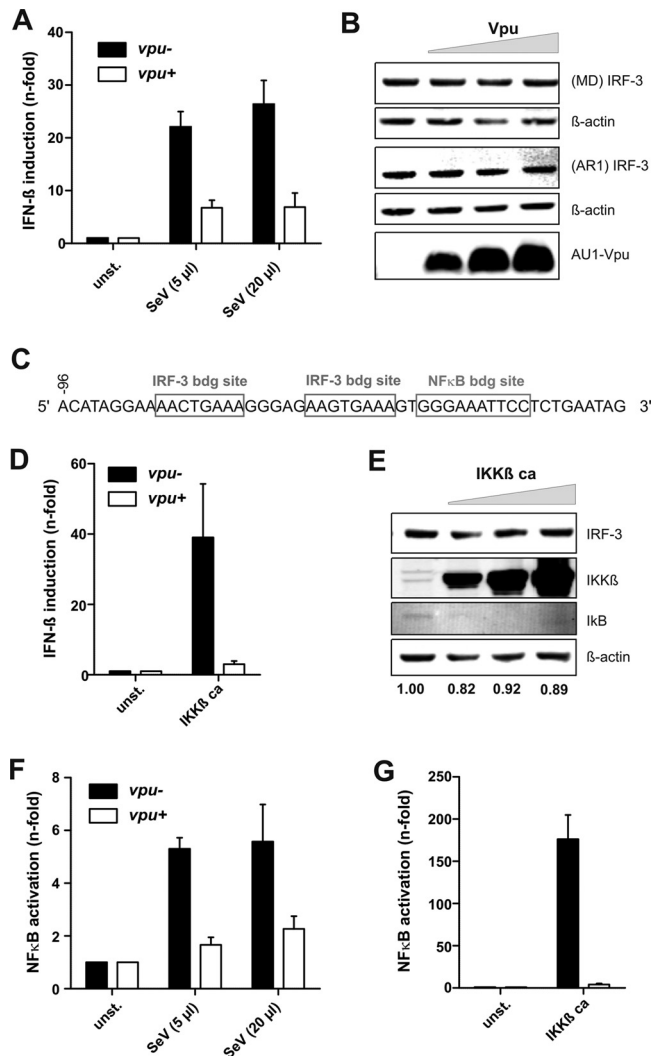 A
vpu-
vpu+
IFN-ß induction (n-fold)
40
30
20
10
0
unst.
SeV (5 µl)
SeV (20 µl)
B
Vpu
(MD) IRF-3
ß-actin
(AR1) IRF-3
ß-actin
AU1-Vpu
C
-96
IRF-3 bdg site
IRF-3 bdg site
NFκB bdg site
5' ACATAGGAAAACTGAAAGGGAGAAGTGAAAGTGGGAAATTCCTCTGAATAG 3'
D
vpu-
vpu+
IFN-ß induction (n-fold)
60
40
20
0
unst.
IKKß ca
E
IKKß ca
IRF-3
IKKß
IkB
ß-actin
1.00 0.82 0.92 0.89
F
vpu-
vpu+
NFκB activation (n-fold)
8
6
4
2
0
unst.
SeV (5 µl)
SeV (20 µl)
G
NFκB activation (n-fold)
250
200
150
100
50
0
unst.
IKKß ca